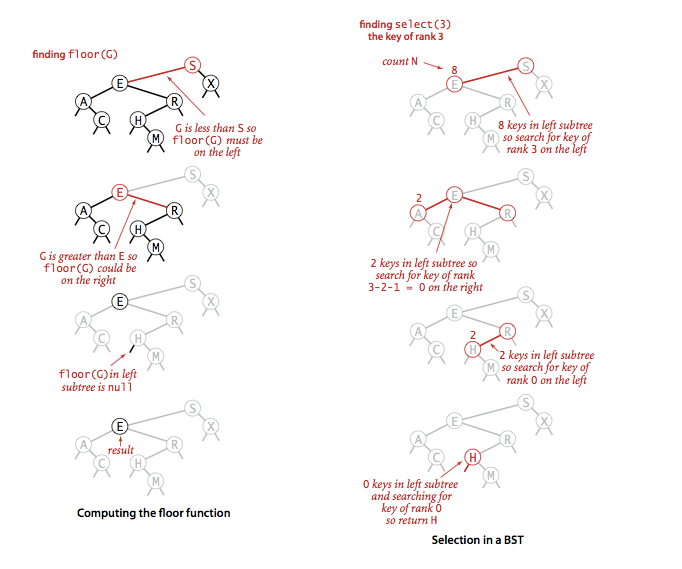 finding floor(G)
S
E
X
A
R
C
H
M
G is less than S so
floor(G) must be
on the left
S
E
X
A
R
C
H
M
G is greater than E so
floor(G) could be
on the right
S
E
X
A
R
C
H
M
floor(G)in left
subtree is null
S
E
X
A
R
result
C
H
M
Computing the floor function
finding select(3)
the key of rank 3
count N
8
S
E
X
A
R
C
H
M
8 keys in left subtree
so search for key of
rank 3 on the left
S
2
E
X
A
R
C
H
M
2 keys in left subtree so
search for key of rank
3-2-1 = 0 on the right
S
E
X
A
2
R
C
H
M
2 keys in left subtree
so search for key of
rank 0 on the left
S
E
X
A
R
C
H
M
0 keys in left subtree
and searching for
key of rank 0
so return H
Selection in a BST